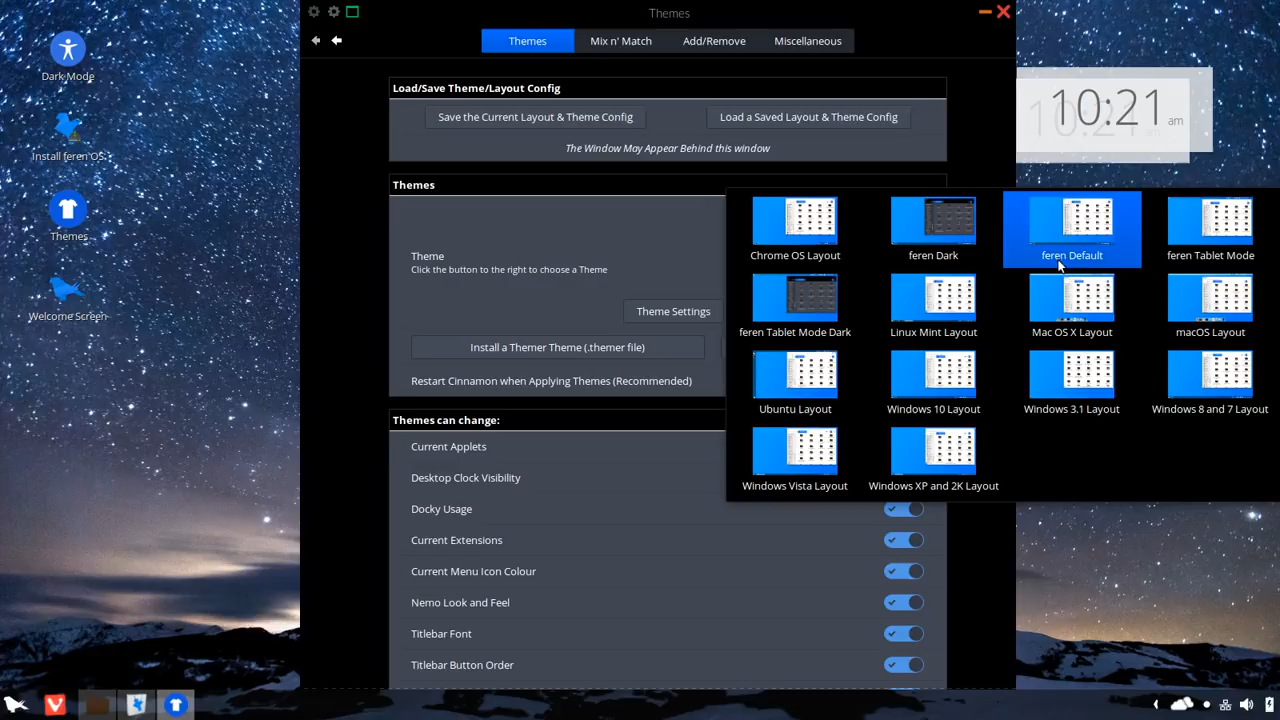 Themes
Themes
Mix n' Match
Add/Remove
Miscellaneous
Dark Mode
Install feren OS
Themes
Welcome Screen
Load/Save Theme/Layout Config
Save the Current Layout & Theme Config
Load a Saved Layout & Theme Config
The Window May Appear Behind this window
Themes
Theme
Click the button to the right to choose a Theme
Theme Settings
Install a Themer Theme (.themer file)
Restart Cinnamon when Applying Themes (Recommended)
Themes can change:
Current Applets
Desktop Clock Visibility
Docky Usage
Current Extensions
Current Menu Icon Colour
Nemo Look and Feel
Titlebar Font
Titlebar Button Order
10:21 am
Chrome OS Layout
feren Dark
feren Default
feren Tablet Mode
feren Tablet Mode Dark
Linux Mint Layout
Mac OS X Layout
macOS Layout
Ubuntu Layout
Windows 10 Layout
Windows 3.1 Layout
Windows 8 and 7 Layout
Windows Vista Layout
Windows XP and 2K Layout